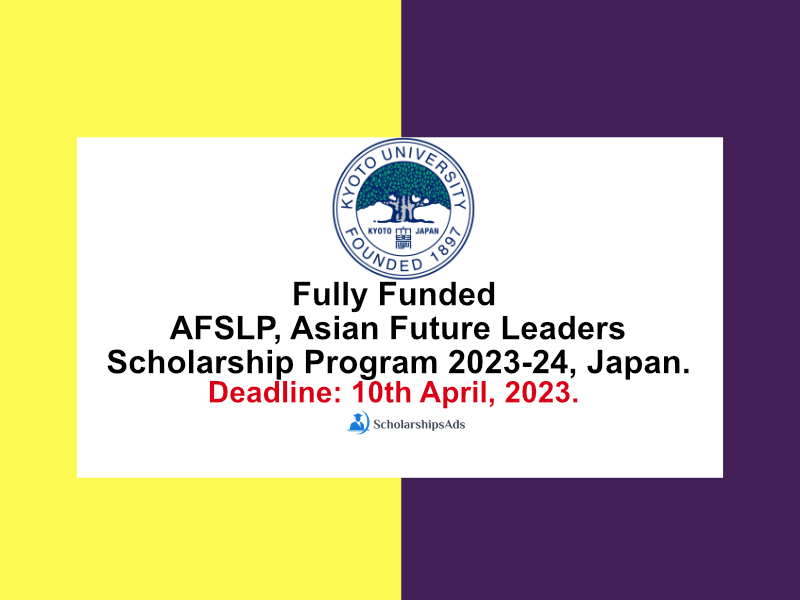 KYOTO UNIVERSITY
KYOTO JAPAN
FOUNDED 1897
Fully Funded
AFSLP, Asian Future Leaders
Scholarship Program 2023-24, Japan.
Deadline: 10th April, 2023.
ScholarshipsAds